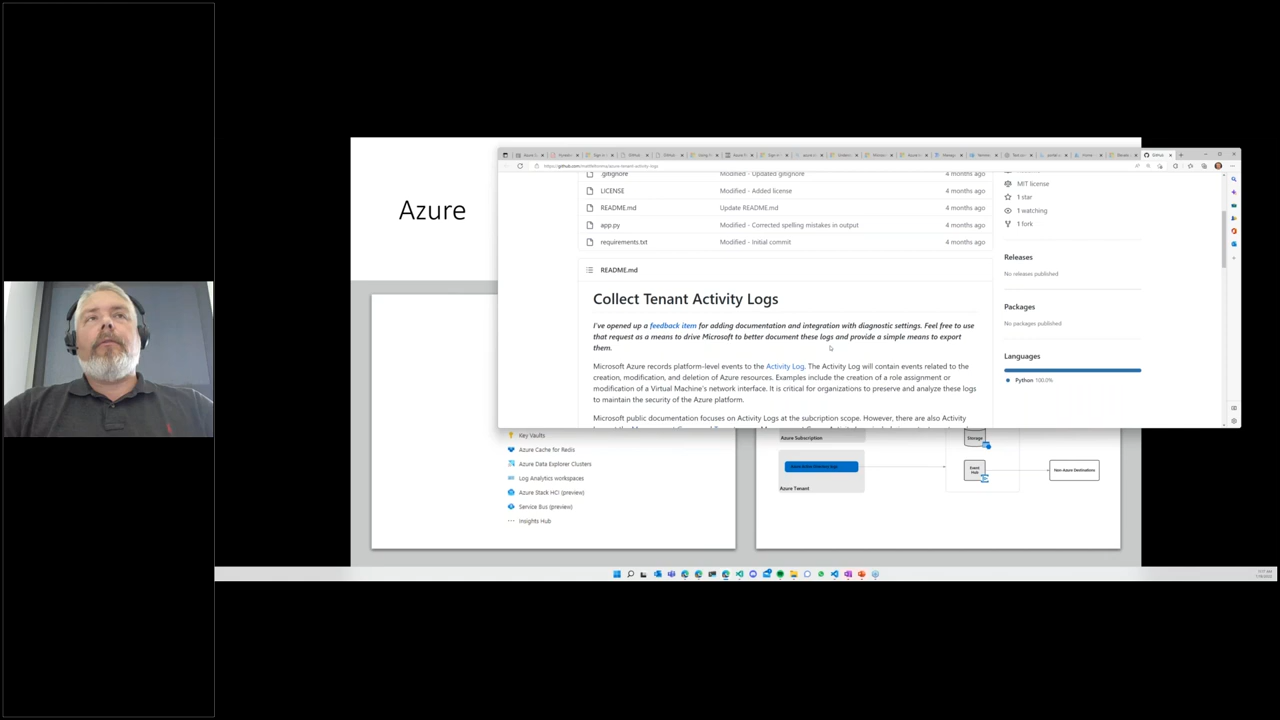 Azure
.gitignore Modified - Updated gitignore 4 months ago
LICENSE Modified - Added license 4 months ago
README.md Update README.md 4 months ago
app.py Modified - Corrected spelling mistakes in output 4 months ago
requirements.txt Modified - Initial commit 4 months ago
MIT license
1 star
1 watching
1 fork
Releases
No releases published
Packages
No packages published
Languages
Python 100.0%
README.md
Collect Tenant Activity Logs
I've opened up a feedback item for adding documentation and integration with diagnostic settings. Feel free to use
that request as a means to drive Microsoft to better document these logs and provide a simple means to export
them.
Microsoft Azure records platform-level events to the Activity Log. The Activity Log will contain events related to the
creation, modification, and deletion of Azure resources. Examples include the creation of a role assignment or
modification of a Virtual Machine's network interface. It is critical for organizations to preserve and analyze these logs
to maintain the security of the Azure platform.
Microsoft public documentation focuses on Activity Logs at the subcription scope. However, there are also Activity
Key Vaults
Azure Cache for Redis
Azure Data Explorer Clusters
Log Analytics workspaces
Azure Stack HCI (preview)
Service Bus (preview)
Insights Hub
Azure Subscription
Storage
Event
Hub
Non-Azure Destinations
Azure Tenant